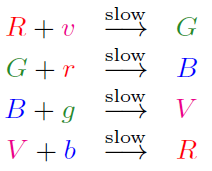 R + v slow ⟶ G
G + r slow ⟶ B
B + g slow ⟶ V
V + b slow ⟶ R